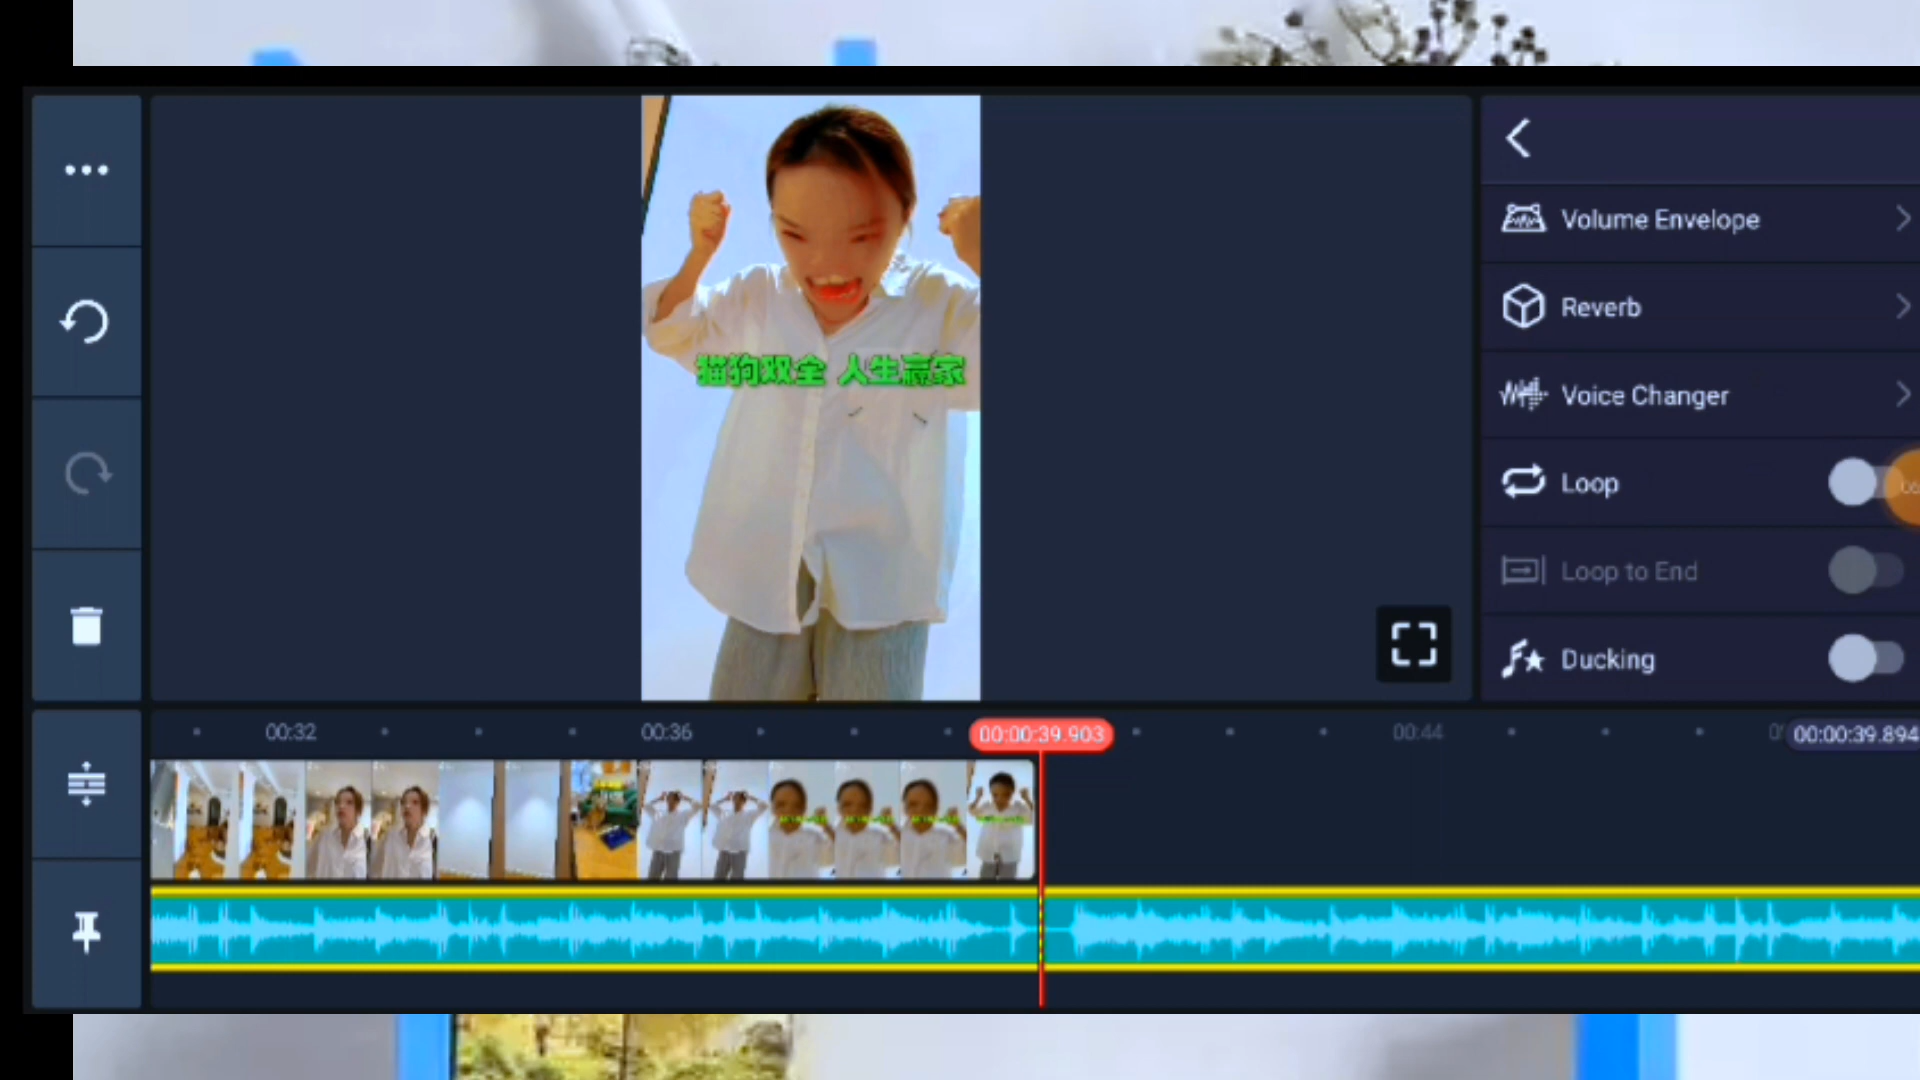 Volume Envelope
Reverb
Voice Changer
Loop
Loop to End
Ducking
猫狗双全 人生赢家
00:32
00:36
00:00:39.903
00:44
00:00:39.894